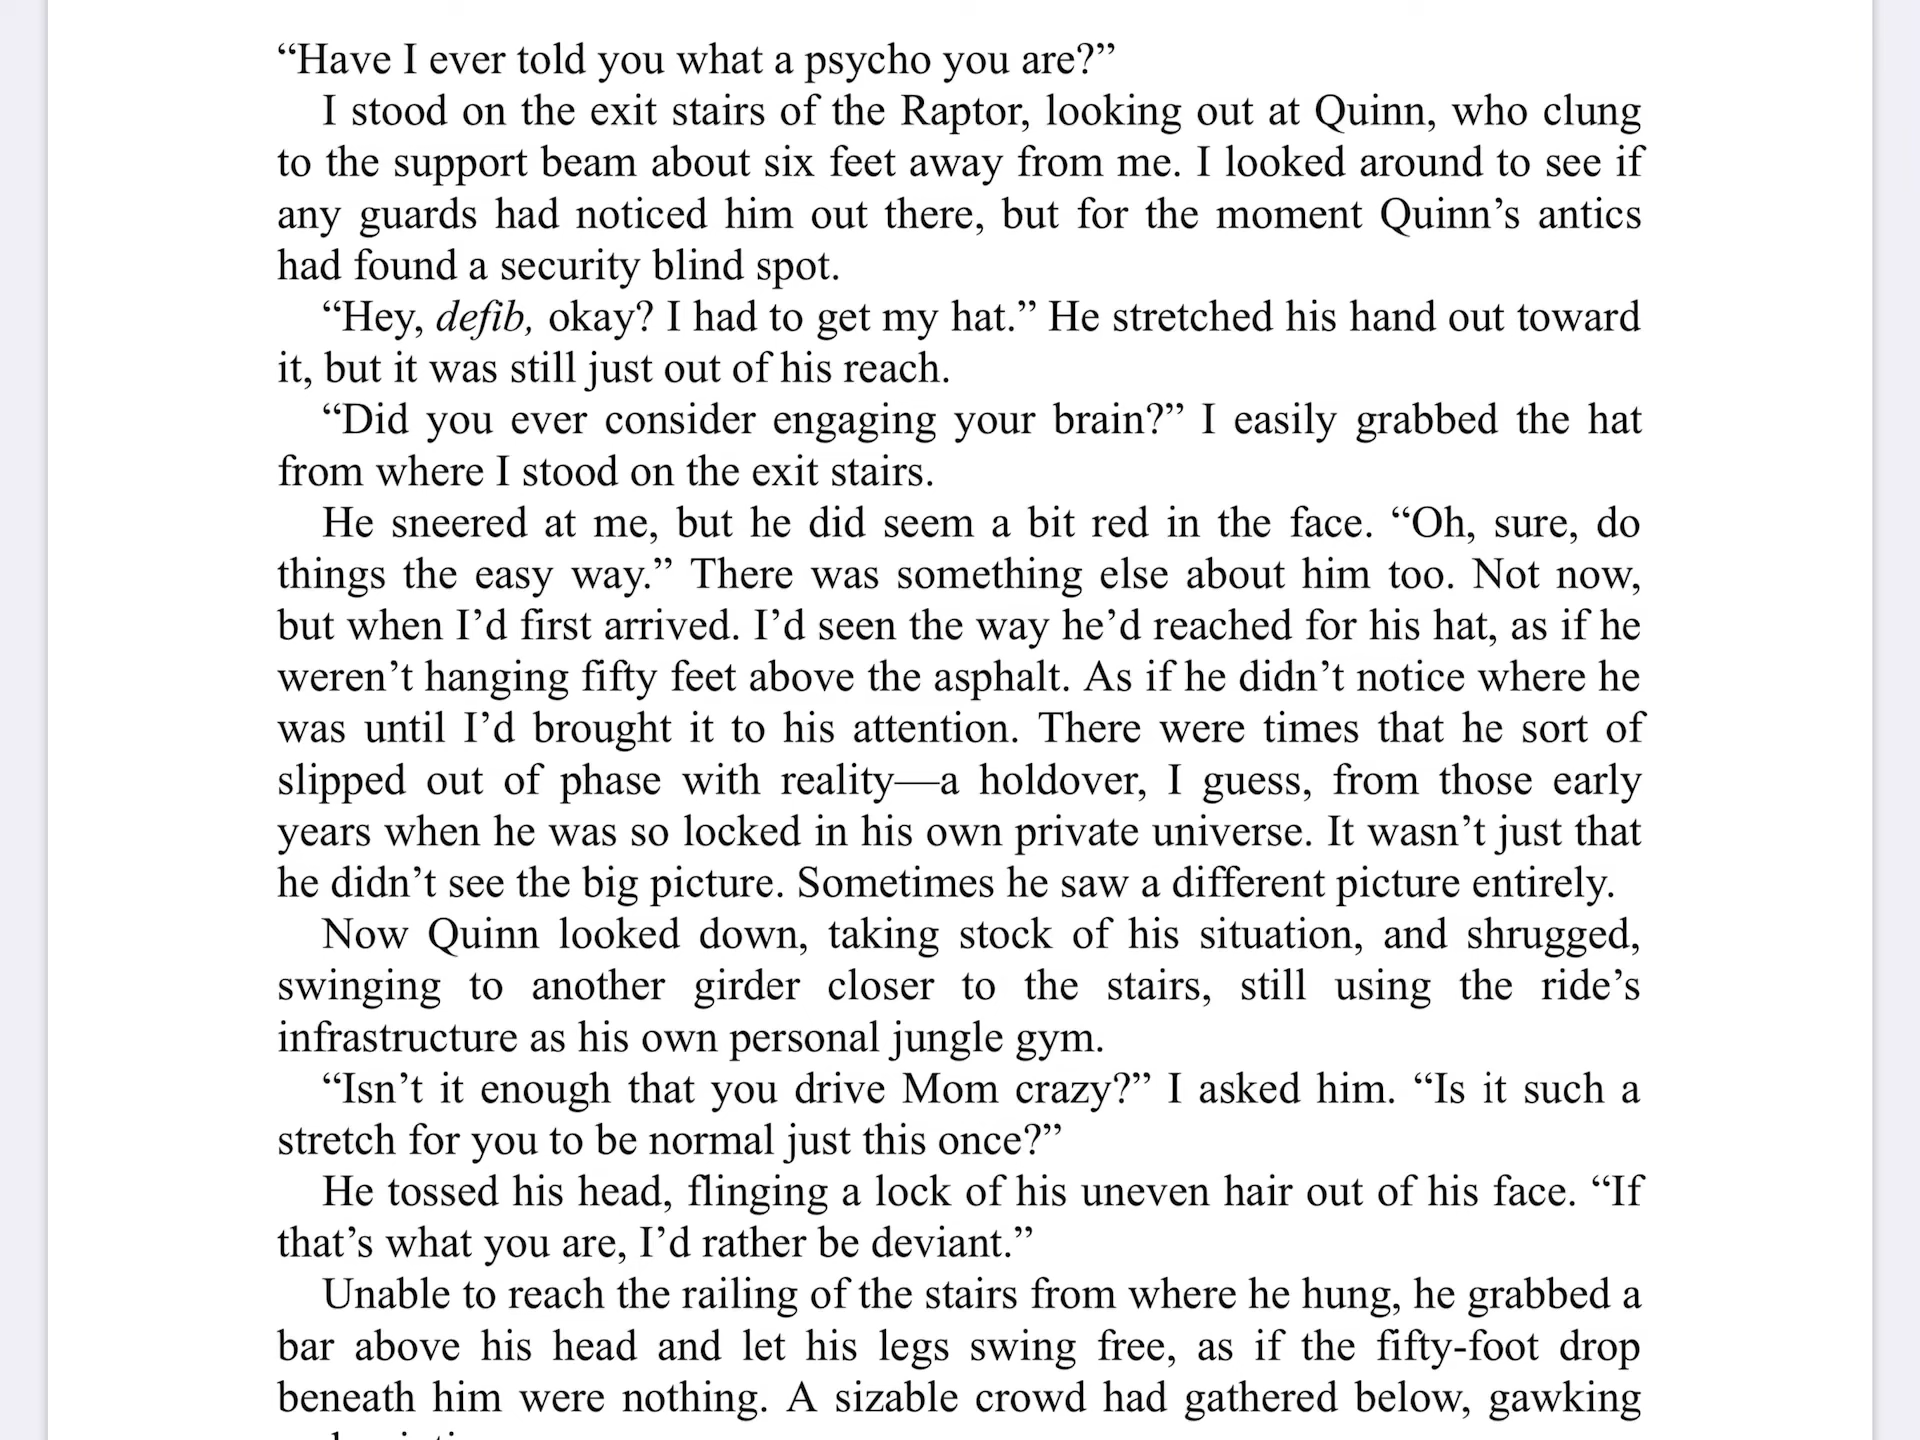 “Have I ever told you what a psycho you are?”
I stood on the exit stairs of the Raptor, looking out at Quinn, who clung
to the support beam about six feet away from me. I looked around to see if
any guards had noticed him out there, but for the moment Quinn’s antics
had found a security blind spot.
“Hey, defib, okay? I had to get my hat.” He stretched his hand out toward
it, but it was still just out of his reach.
“Did you ever consider engaging your brain?” I easily grabbed the hat
from where I stood on the exit stairs.
He sneered at me, but he did seem a bit red in the face. “Oh, sure, do
things the easy way.” There was something else about him too. Not now,
but when I’d first arrived. I’d seen the way he’d reached for his hat, as if he
weren’t hanging fifty feet above the asphalt. As if he didn’t notice where he
was until I’d brought it to his attention. There were times that he sort of
slipped out of phase with reality—a holdover, I guess, from those early
years when he was so locked in his own private universe. It wasn’t just that
he didn’t see the big picture. Sometimes he saw a different picture entirely.
Now Quinn looked down, taking stock of his situation, and shrugged,
swinging to another girder closer to the stairs, still using the ride’s
infrastructure as his own personal jungle gym.
“Isn’t it enough that you drive Mom crazy?” I asked him. “Is it such a
stretch for you to be normal just this once?”
He tossed his head, flinging a lock of his uneven hair out of his face. “If
that’s what you are, I’d rather be deviant.”
Unable to reach the railing of the stairs from where he hung, he grabbed a
bar above his head and let his legs swing free, as if the fifty-foot drop
beneath him were nothing. A sizable crowd had gathered below, gawking